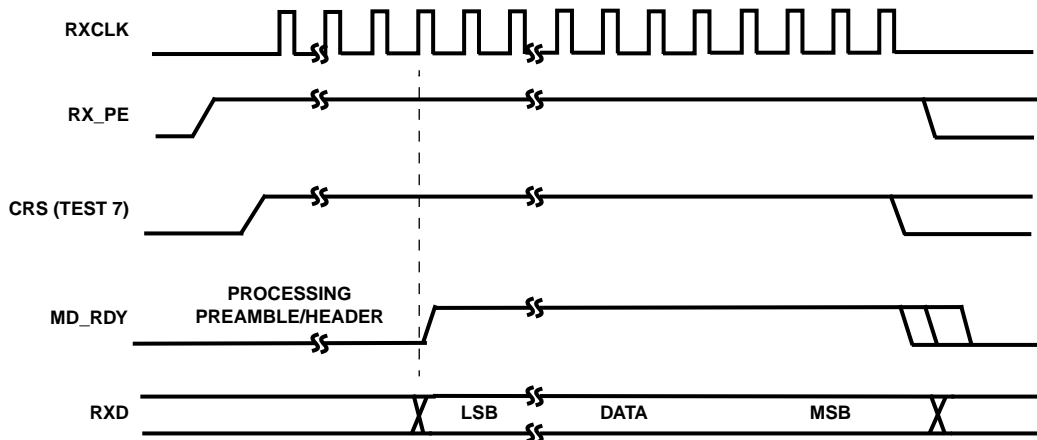 RXCLK
RX_PE
CRS (TEST 7)
PROCESSING
PREAMBLE/HEADER
MD_RDY
RXD
LSB DATA MSB